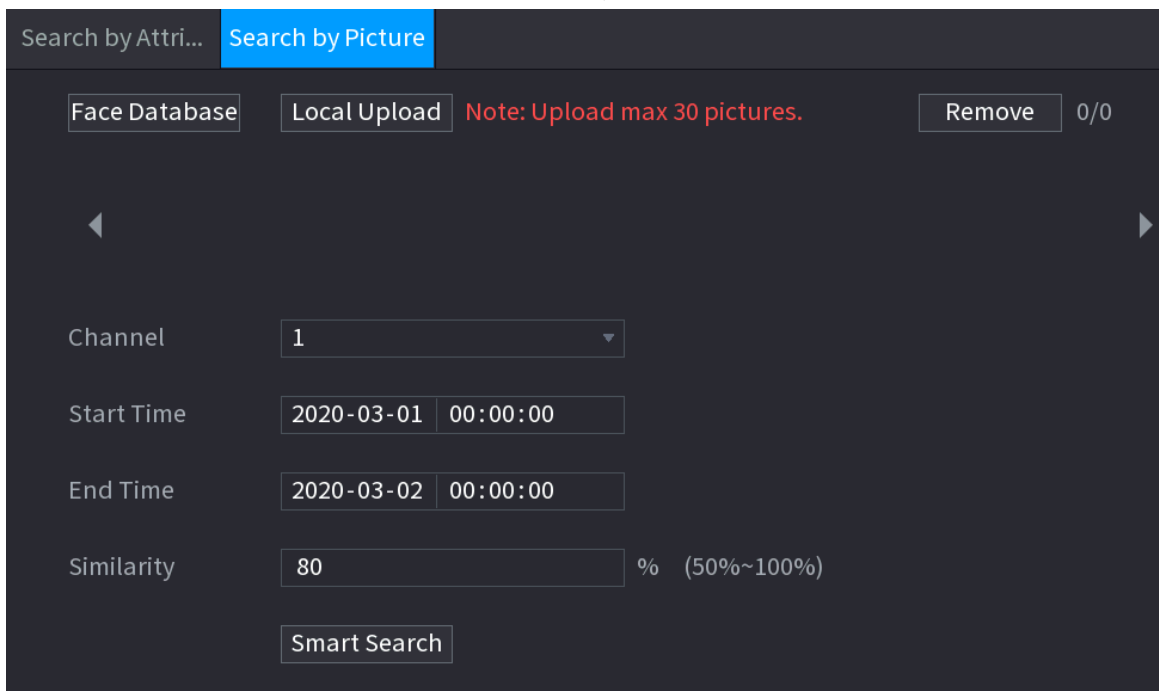 Search by Attri... Search by Picture
Face Database Local Upload Note: Upload max 30 pictures. Remove 0/0
Channel 1
Start Time 2020-03-01 00:00:00
End Time 2020-03-02 00:00:00
Similarity 80 % (50%~100%)
Smart Search